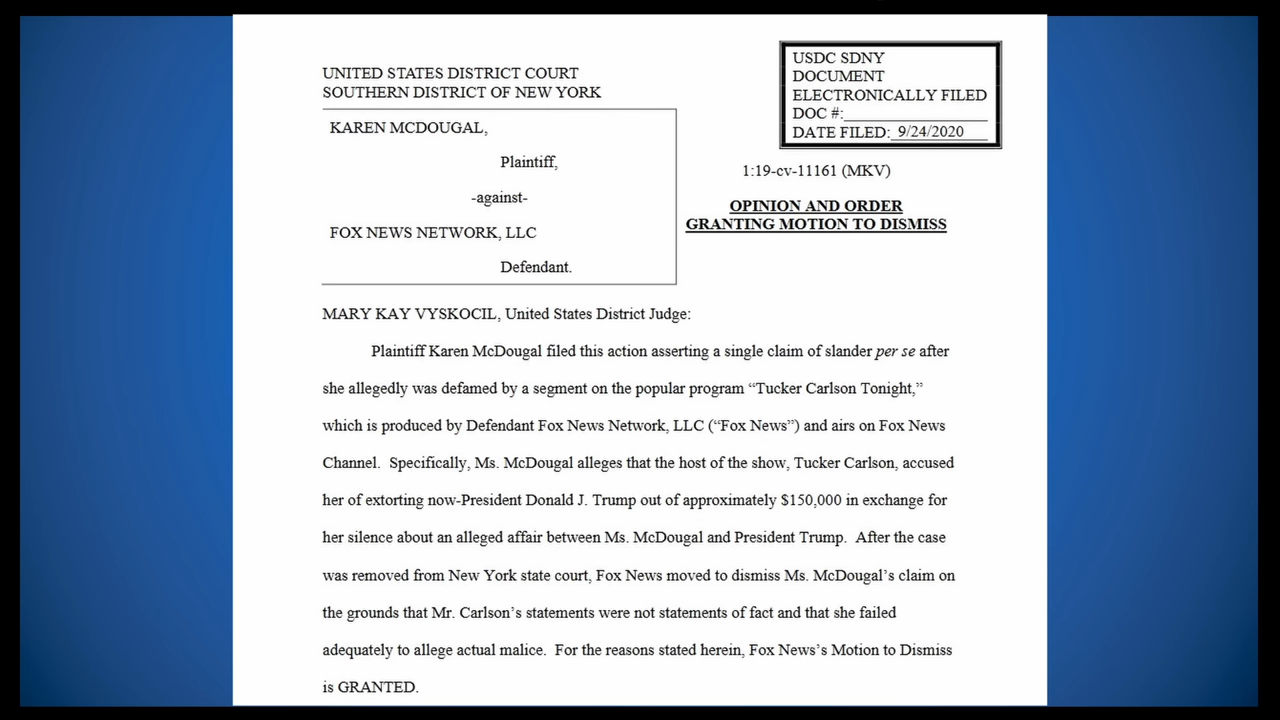 UNITED STATES DISTRICT COURT
SOUTHERN DISTRICT OF NEW YORK
KAREN MCDOUGAL,
Plaintiff,
-against-
FOX NEWS NETWORK, LLC
Defendant.
USDC SDNY
DOCUMENT
ELECTRONICALLY FILED
DOC #:
DATE FILED: 9/24/2020
1:19-cv-11161 (MKV)
OPINION AND ORDER
GRANTING MOTION TO DISMISS
MARY KAY VYSKOCIL, United States District Judge:
Plaintiff Karen McDougal filed this action asserting a single claim of slander per se after
she allegedly was defamed by a segment on the popular program “Tucker Carlson Tonight,”
which is produced by Defendant Fox News Network, LLC (“Fox News”) and airs on Fox News
Channel. Specifically, Ms. McDougal alleges that the host of the show, Tucker Carlson, accused
her of extorting now-President Donald J. Trump out of approximately $150,000 in exchange for
her silence about an alleged affair between Ms. McDougal and President Trump. After the case
was removed from New York state court, Fox News moved to dismiss Ms. McDougal’s claim on
the grounds that Mr. Carlson’s statements were not statements of fact and that she failed
adequately to allege actual malice. For the reasons stated herein, Fox News’s Motion to Dismiss
is GRANTED.